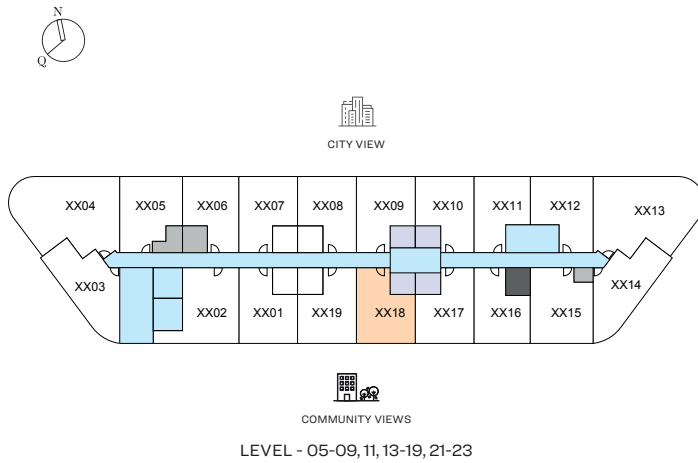 N
Q
CITY VIEW
XX04 XX05 XX06 XX07 XX08 XX09 XX10 XX11 XX12 XX13
XX03 XX14
XX02 XX01 XX19 XX18 XX17 XX16 XX15
COMMUNITY VIEWS
LEVEL - 05-09, 11, 13-19, 21-23